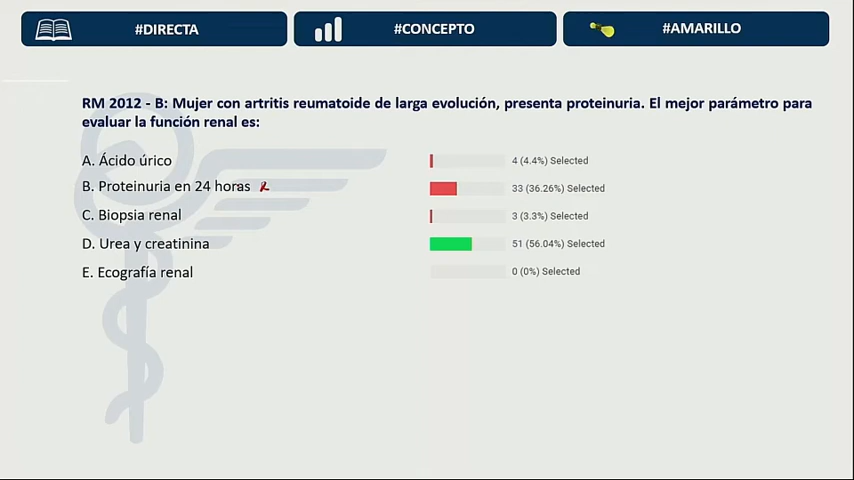 #DIRECTA
#CONCEPTO
#AMARILLO
RM 2012 - B: Mujer con artritis reumatoide de larga evolución, presenta proteinuria. El mejor parámetro para
evaluar la función renal es:
A. Ácido úrico
4 (4.4%) Selected
B. Proteinuria en 24 horas
33 (36.26%) Selected
C. Biopsia renal
3 (3.3%) Selected
D. Urea y creatinina
51 (56.04%) Selected
E. Ecografía renal
0 (0%) Selected